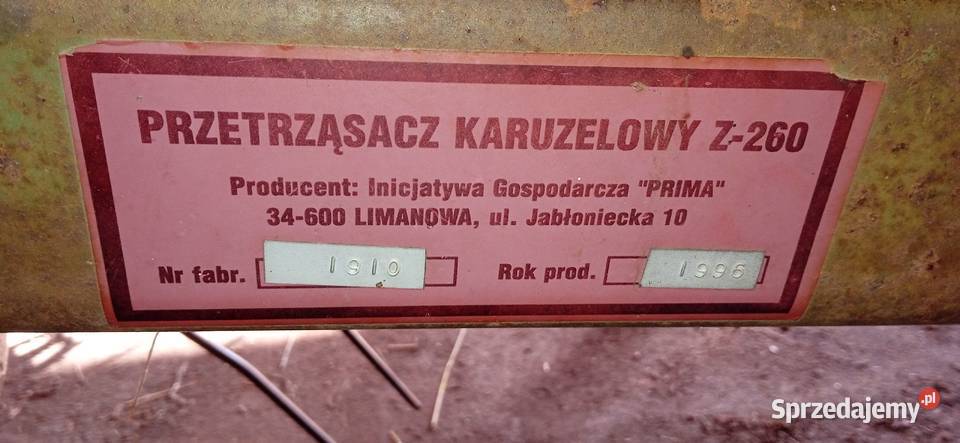 PRZETRZĄSACZ KARUZELOWY Z-260
Producent: Inicjatywa Gospodarcza "PRIMA"
34-600 LIMANOWA, ul. Jabłoniecka 10
Nr fabr. 1910 Rok prod. 1996
Sprzedajemy.pl